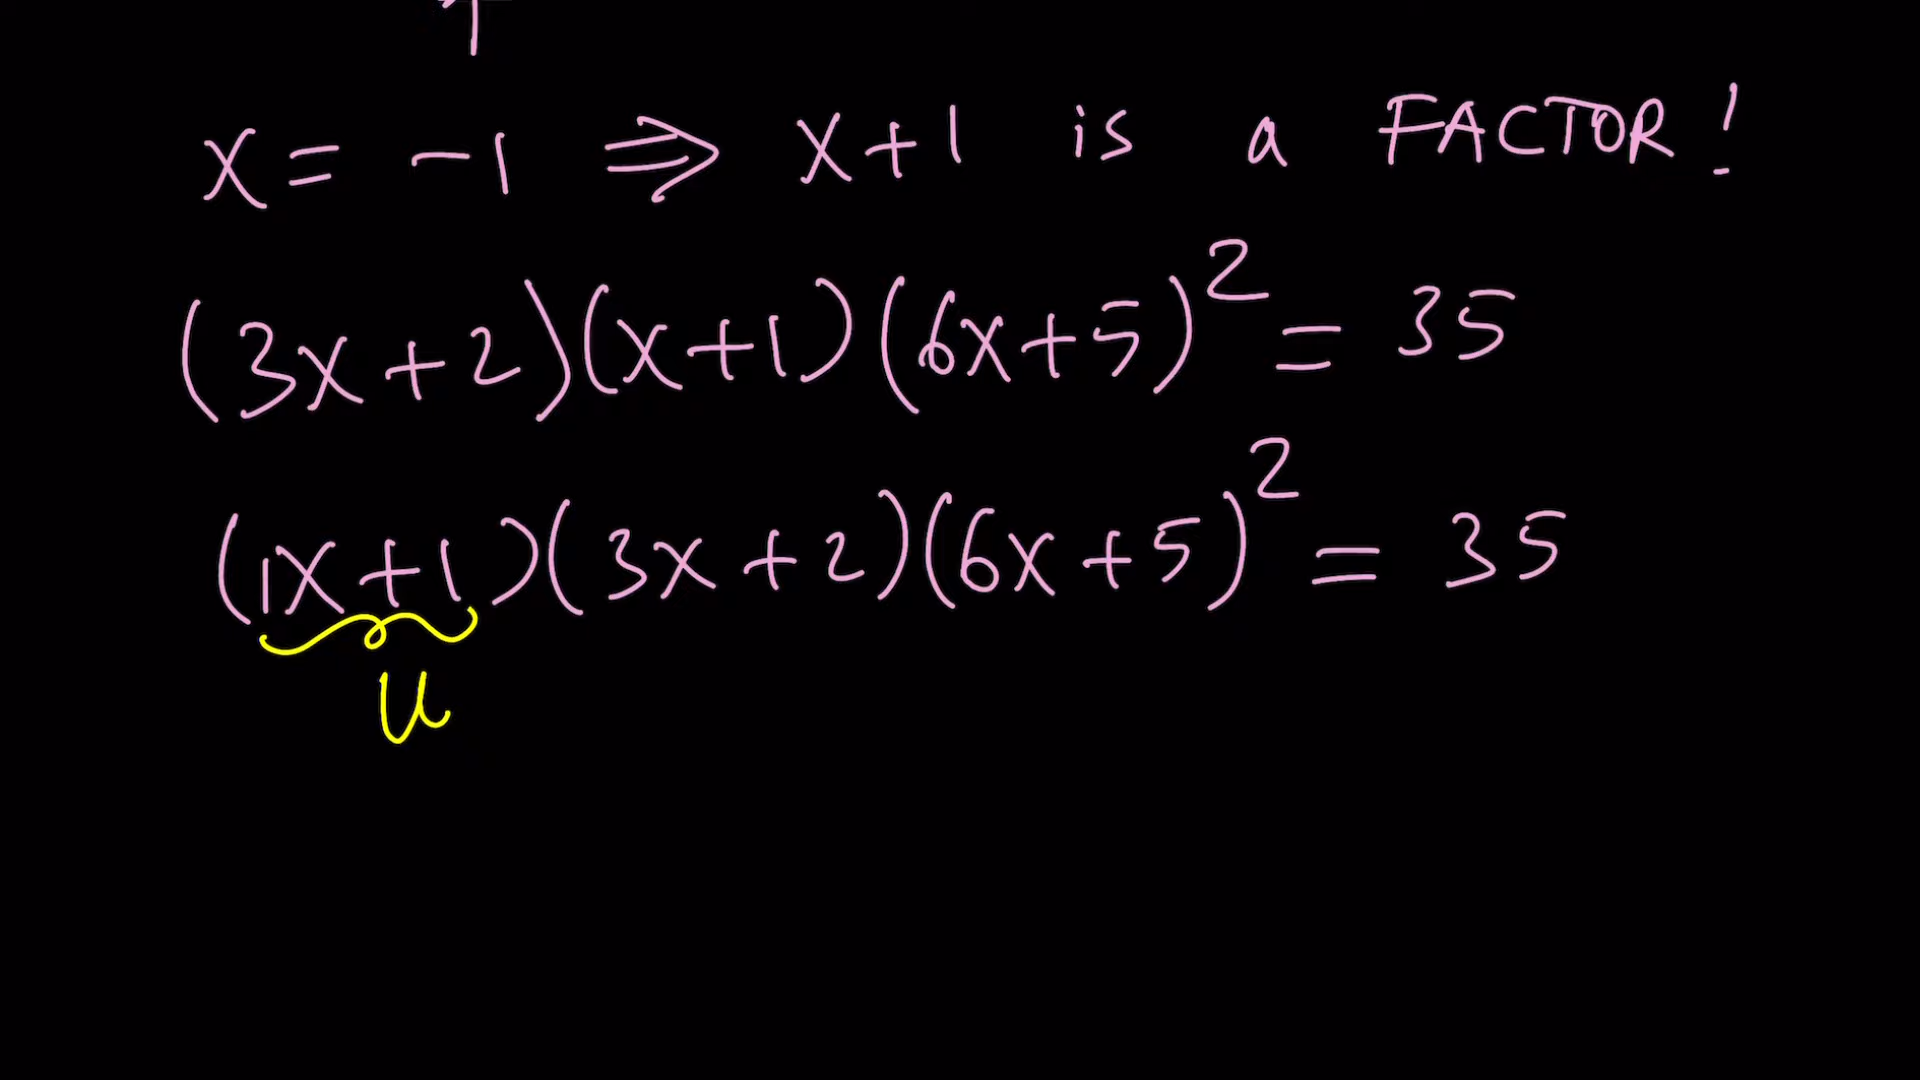 x = -1 ⇒ x+1 is a FACTOR!
(3x+2)(x+1)(6x+5)² = 35
(1x+1)(3x+2)(6x+5)² = 35
u